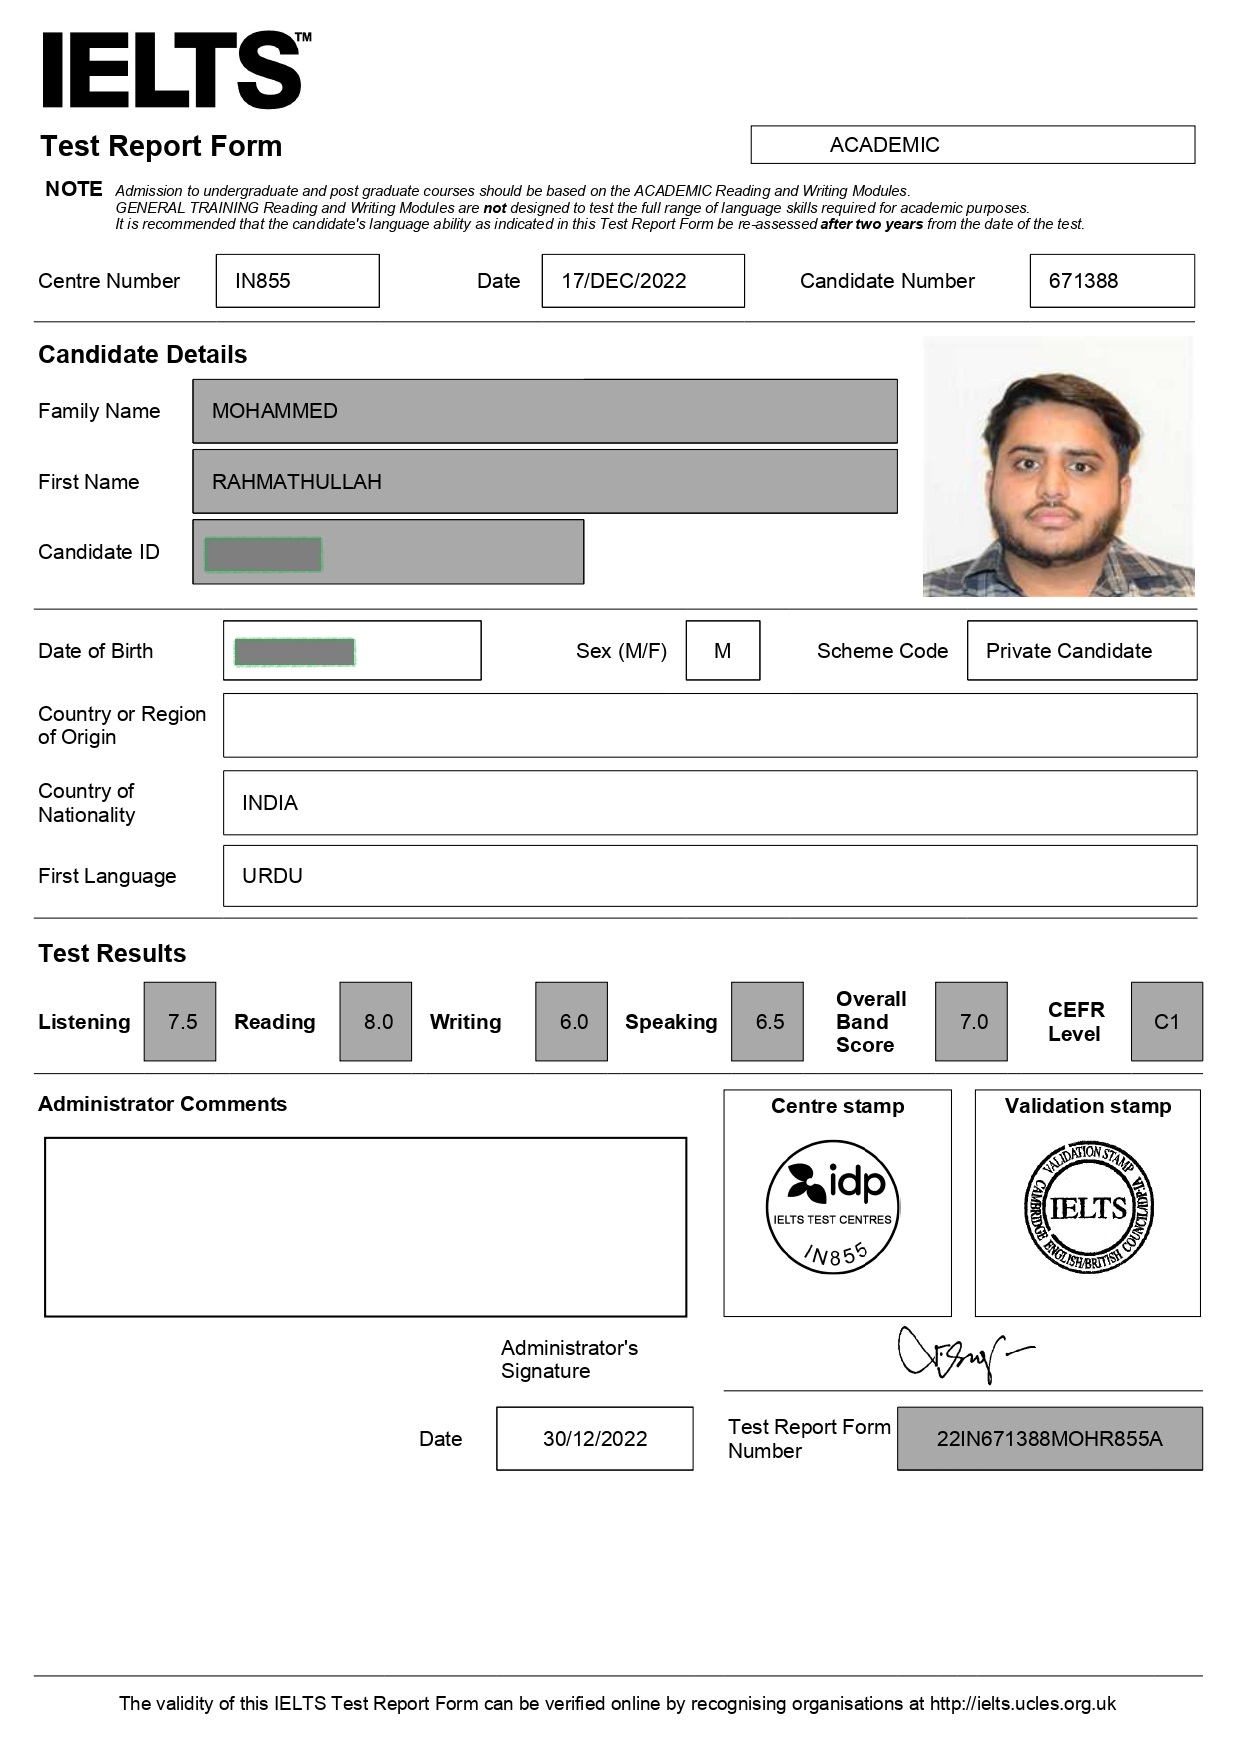 IELTS™
Test Report Form
ACADEMIC
NOTE Admission to undergraduate and post graduate courses should be based on the ACADEMIC Reading and Writing Modules.
GENERAL TRAINING Reading and Writing Modules are not designed to test the full range of language skills required for academic purposes.
It is recommended that the candidate's language ability as indicated in this Test Report Form be re-assessed after two years from the date of the test.
Centre Number IN855 Date 17/DEC/2022 Candidate Number 671388
Candidate Details
Family Name MOHAMMED
First Name RAHMATHULLAH
Candidate ID
Date of Birth Sex (M/F) M Scheme Code Private Candidate
Country or Region
of Origin
Country of
Nationality
INDIA
First Language URDU
Test Results
Listening 7.5 Reading 8.0 Writing 6.0 Speaking 6.5
Overall
Band
Score
7.0
CEFR
Level
C1
Administrator Comments
Centre stamp
idp
IELTS TEST CENTRES
IN855
Validation stamp
VALIDATION STAMP
IELTS
CAMBRIDGE ENGLISH/BRITISH COUNCIL/IDP:IA
Administrator's
Signature
Date 30/12/2022
Test Report Form
Number
22IN671388MOHR855A
The validity of this IELTS Test Report Form can be verified online by recognising organisations at http://ielts.ucles.org.uk